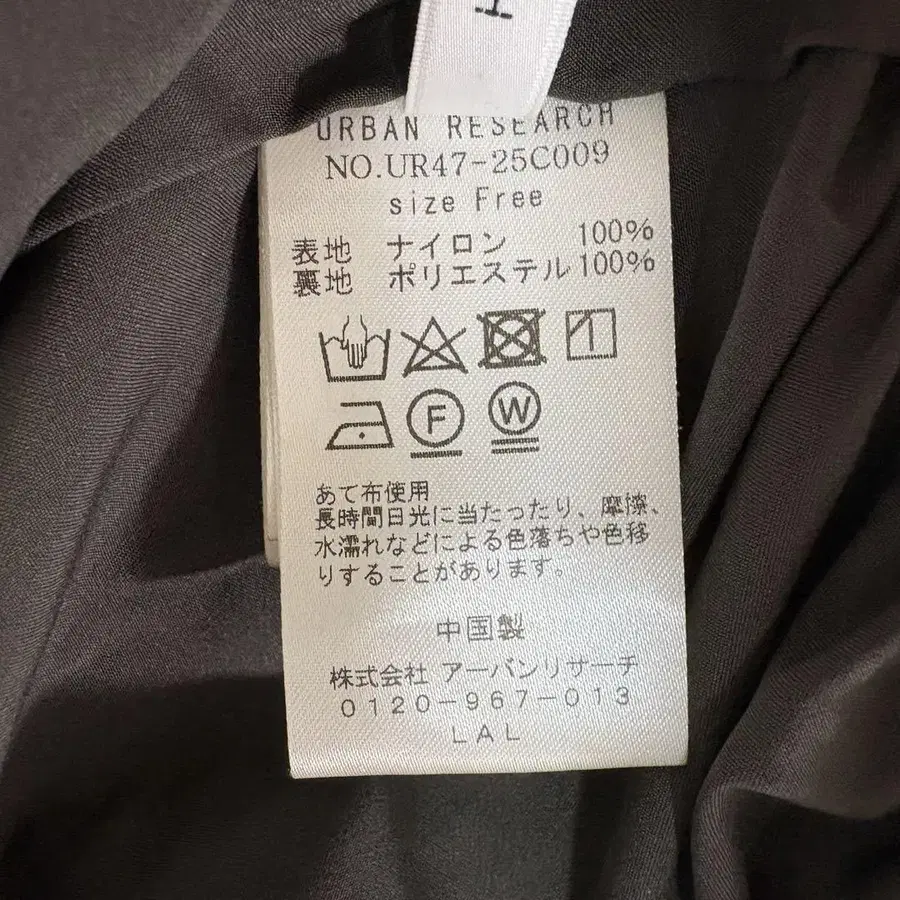 URBAN RESEARCH
NO.UR47-25C009
size Free
表地 ナイロン 100%
裏地 ポリエステル 100%
F W
あて布使用
長時間日光に当たったり、摩擦、
水濡れなどによる色落ちや色移
りすることがあります。
中国製
株式会社 アーバンリサーチ
0120-967-013
LAL